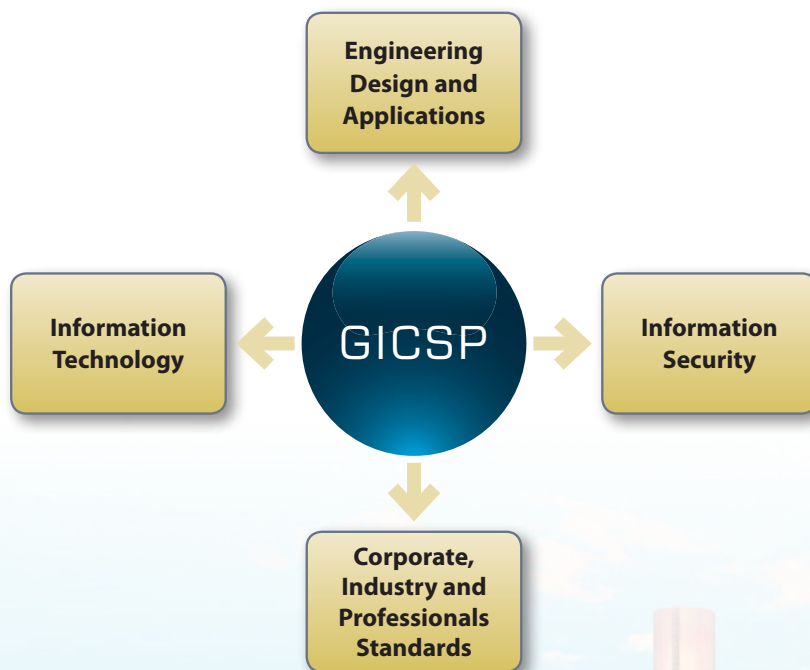 Engineering
Design and
Applications
Information
Technology
GICSP
Information
Security
Corporate,
Industry and
Professionals
Standards